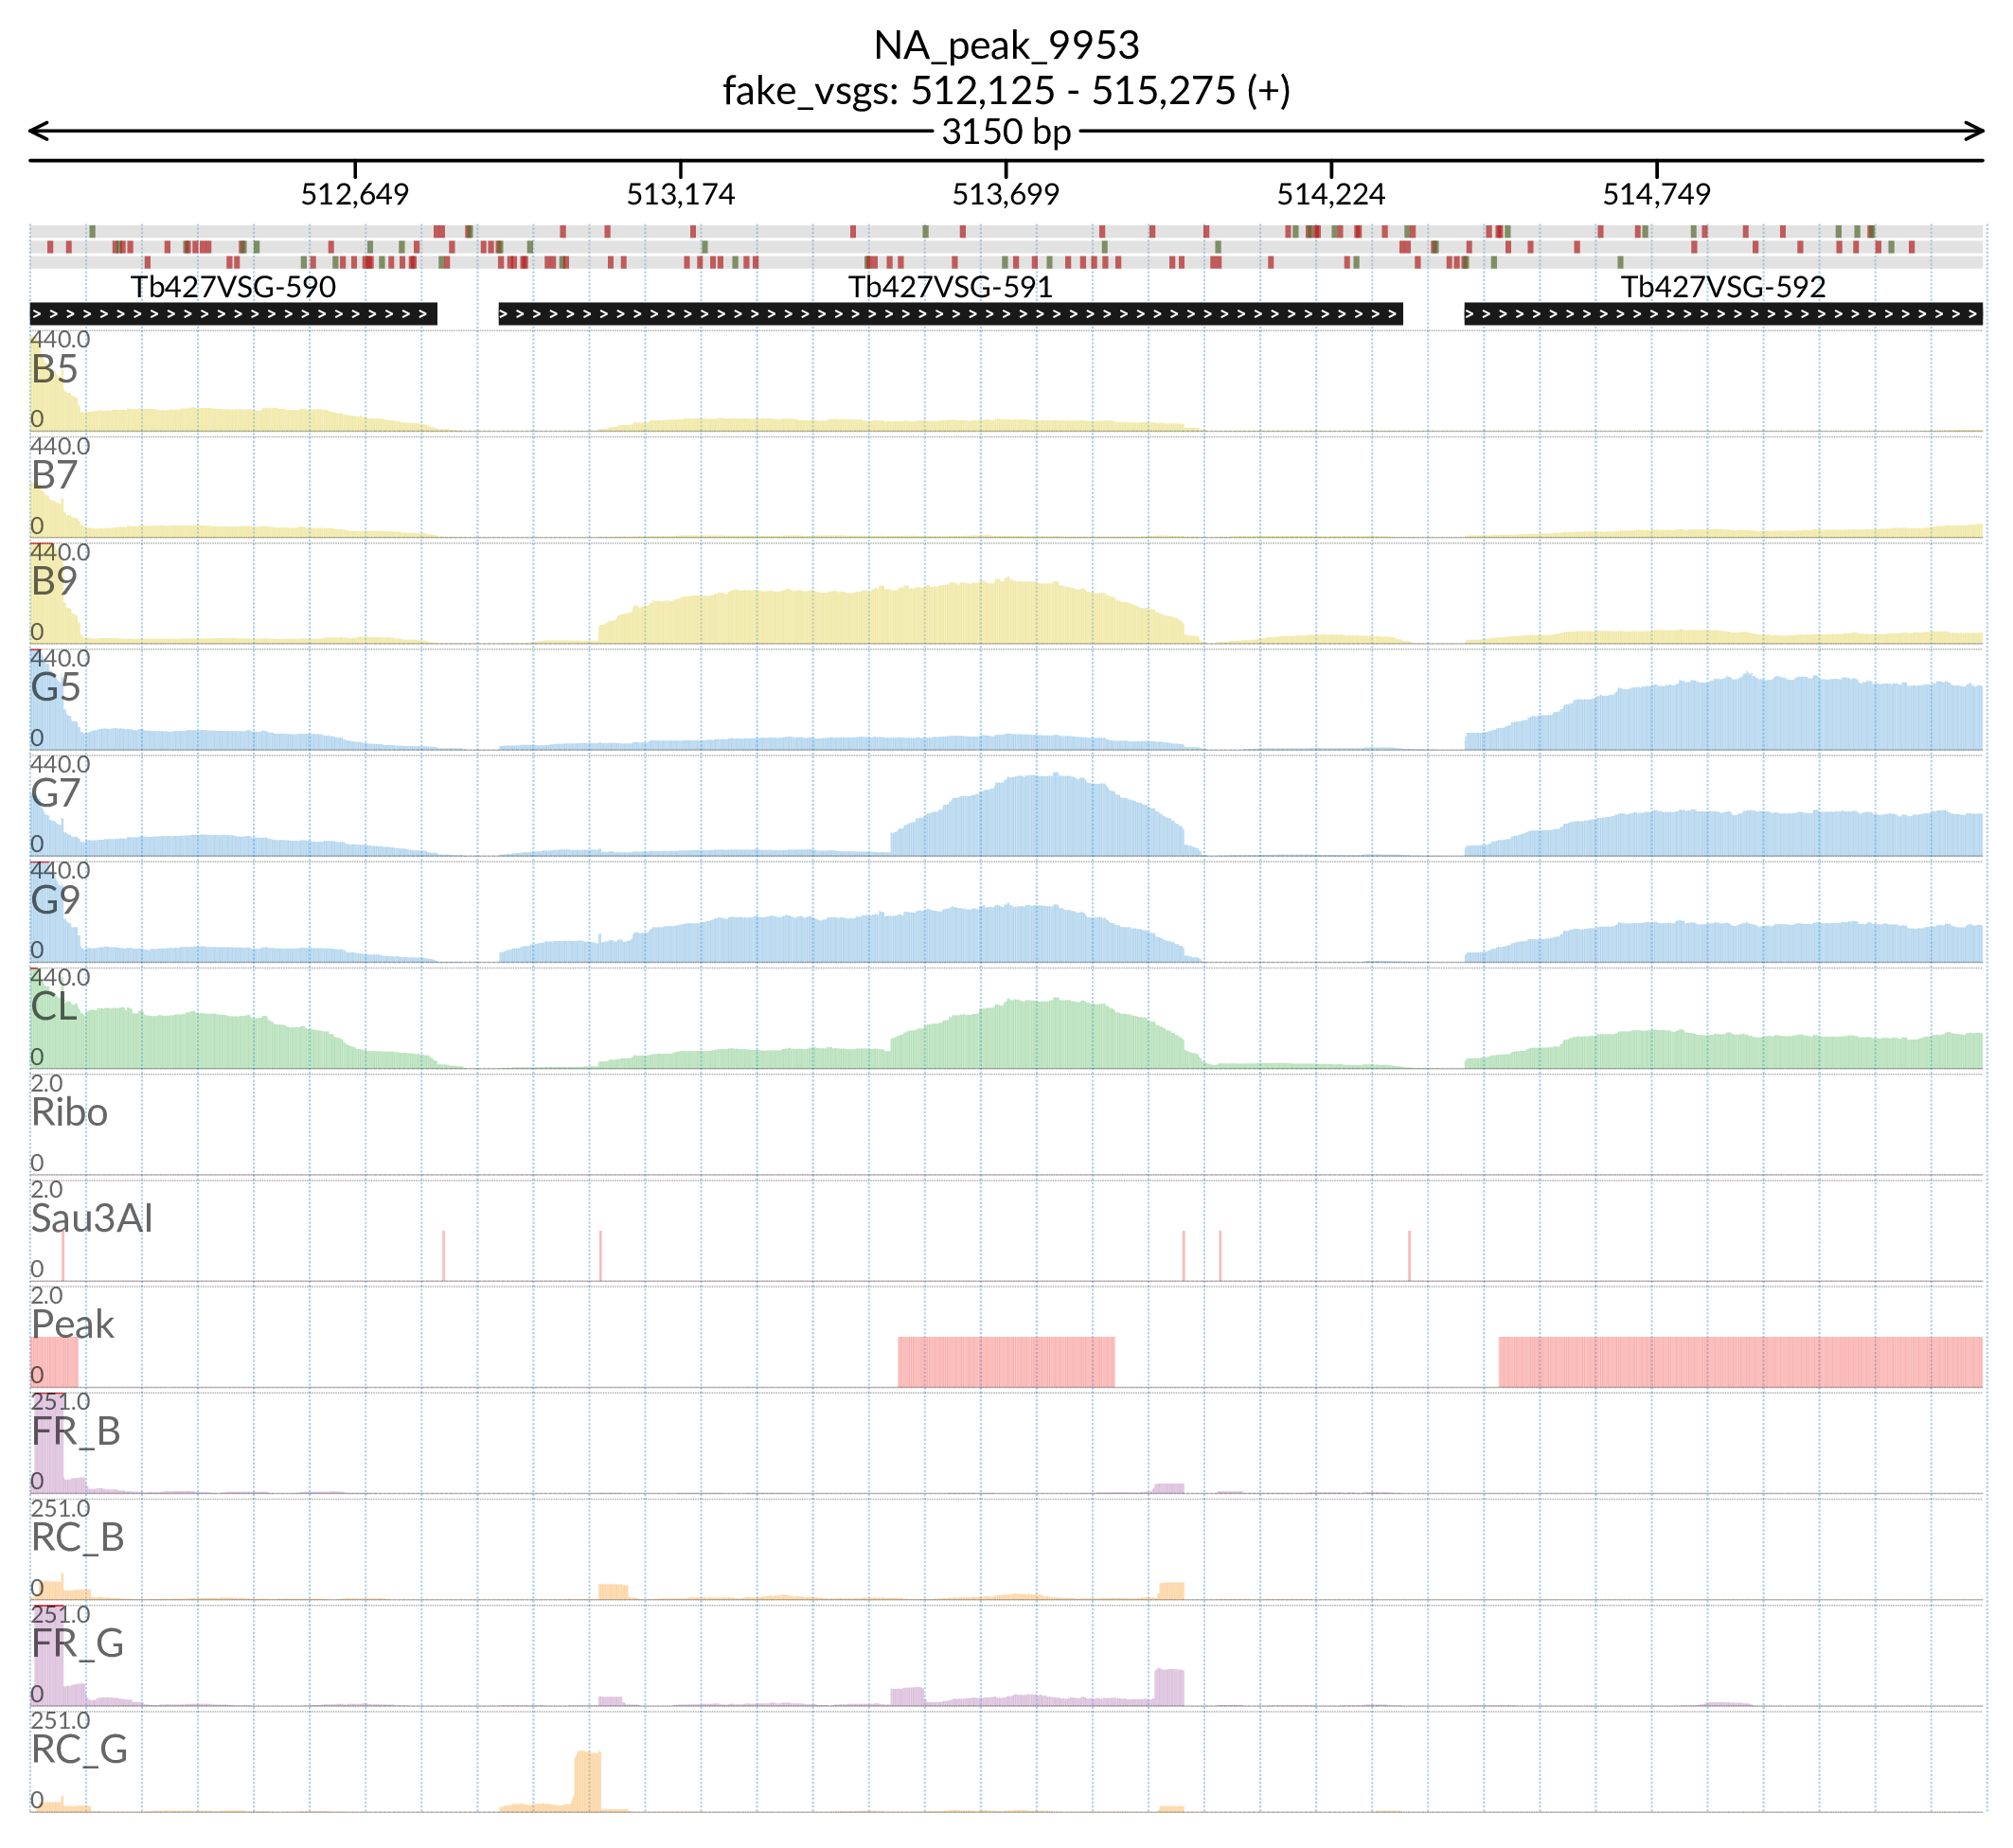 NA_peak_9953
fake_vsgs: 512,125 - 515,275 (+)
3150 bp
512,649 513,174 513,699 514,224 514,749
Tb427VSG-590 Tb427VSG-591 Tb427VSG-592
440.0
B5
0
440.0
B7
0
440.0
B9
0
440.0
G5
0
440.0
G7
0
440.0
G9
0
440.0
CL
0
2.0
Ribo
0
2.0
Sau3AI
0
2.0
Peak
0
251.0
FR_B
0
251.0
RC_B
0
251.0
FR_G
0
251.0
RC_G
0